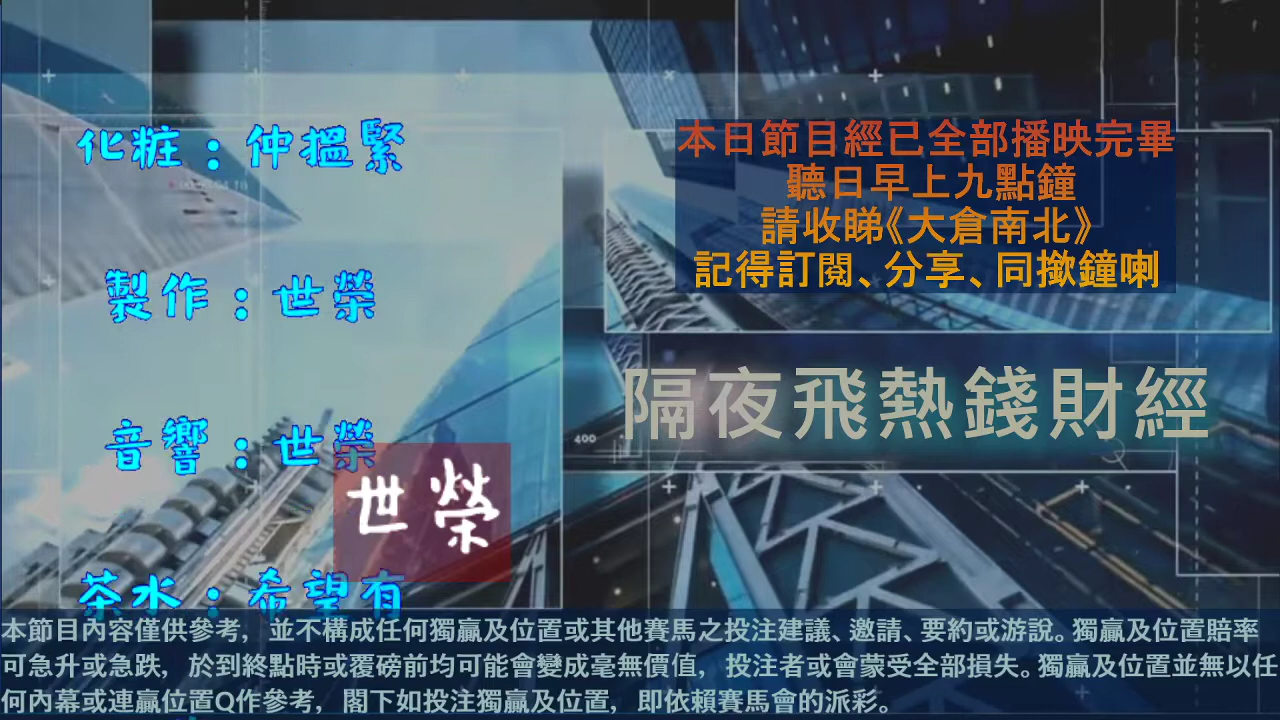 化粧：仲搵緊
製作：世榮
音響：世榮
世榮
茶水：希望有
本日節目經已全部播映完畢
聽日早上九點鐘
請收睇《大倉南北》
記得訂閱、分享、同撳鐘喇
400
隔夜飛熱錢財經
本節目內容僅供參考，並不構成任何獨贏及位置或其他賽馬之投注建議、邀請、要約或游說。獨贏及位置賠率
可急升或急跌，於到終點時或覆磅前均可能會變成毫無價值，投注者或會蒙受全部損失。獨贏及位置並無以任
何內幕或連贏位置Q作參考，閣下如投注獨贏及位置，即依賴賽馬會的派彩。